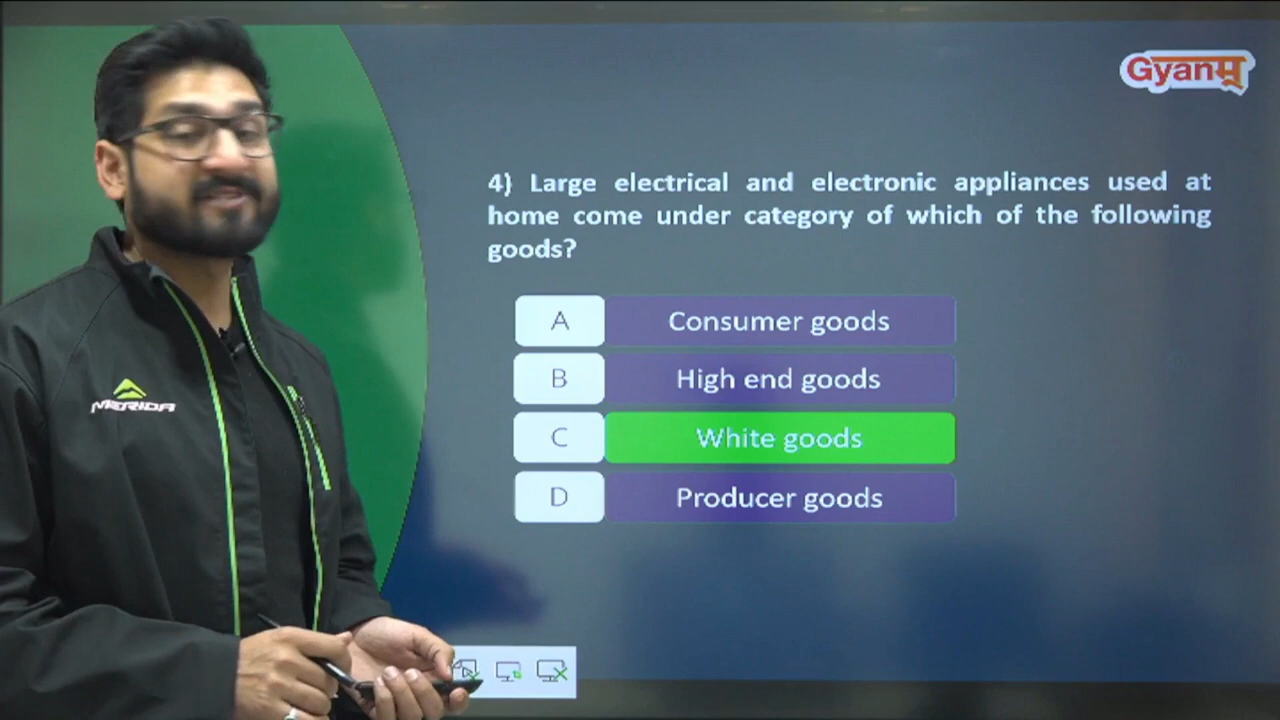 Gyanम्
4) Large electrical and electronic appliances used at
home come under category of which of the following
goods?
A Consumer goods
B High end goods
C White goods
D Producer goods
MERIDA